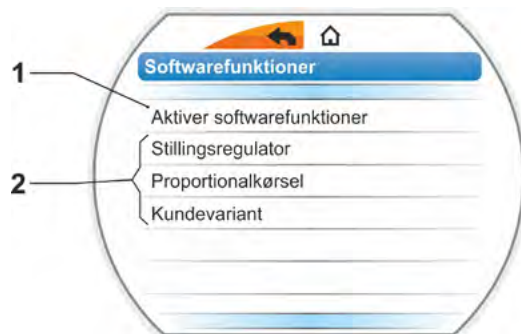 Softwarefunktioner
1
Aktiver softwarefunktioner
Stillingsregulator
2
Proportionalkørsel
Kundevariant